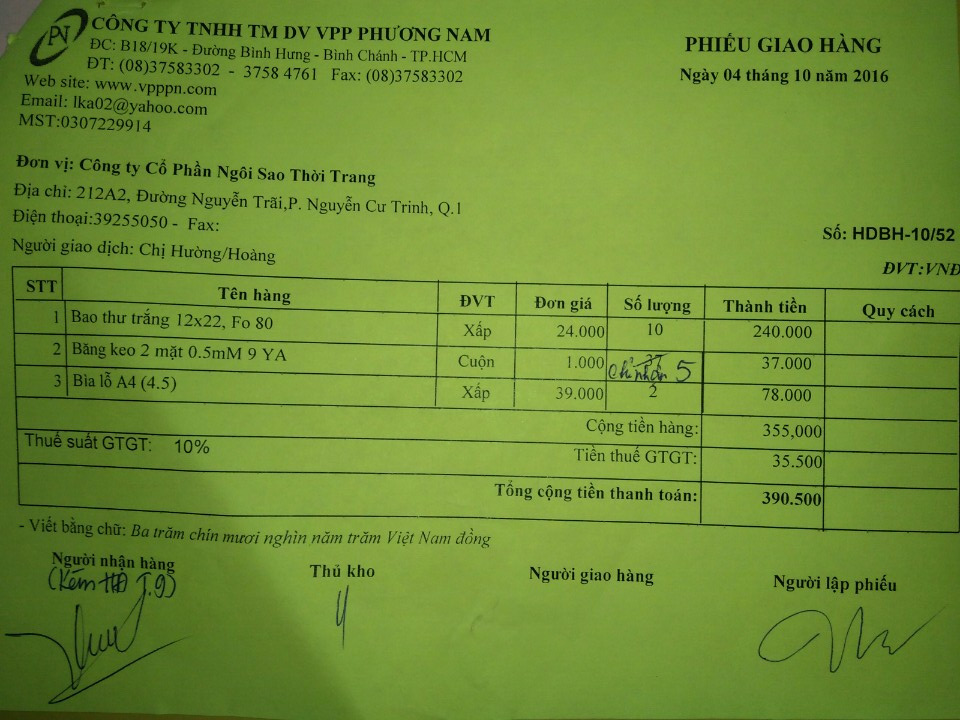 PN
CÔNG TY TNHH TM DV VPP PHƯƠNG NAM
ĐC: B18/19K - Đường Bình Hưng - Bình Chánh - TP.HCM
ĐT: (08)37583302 - 3758 4761 Fax: (08)37583302
Web site: www.vpppn.com
Email: lka02@yahoo.com
MST:0307229914
PHIẾU GIAO HÀNG
Ngày 04 tháng 10 năm 2016
Đơn vị: Công ty Cổ Phần Ngôi Sao Thời Trang
Địa chỉ: 212A2, Đường Nguyễn Trãi,P. Nguyễn Cư Trinh, Q.1
Điện thoại:39255050 - Fax:
Người giao dịch: Chị Hường/Hoàng
Số: HDBH-10/52
ĐVT:VNĐ
STT Tên hàng ĐVT Đơn giá Số lượng Thành tiền Quy cách
1 Bao thư trắng 12x22, Fo 80 Xấp 24.000 10 240.000
2 Băng keo 2 mặt 0.5mM 9 YA Cuộn 1.000 37 37.000
chỉ nhận 5
3 Bìa lỗ A4 (4.5) Xấp 39.000 2 78.000
Cộng tiền hàng: 355,000
Thuế suất GTGT: 10% Tiền thuế GTGT: 35.500
Tổng cộng tiền thanh toán: 390.500
- Viết bằng chữ: Ba trăm chín mươi nghìn năm trăm Việt Nam đồng
Người nhận hàng Thủ kho Người giao hàng Người lập phiếu
(Kèm HĐ T.9)